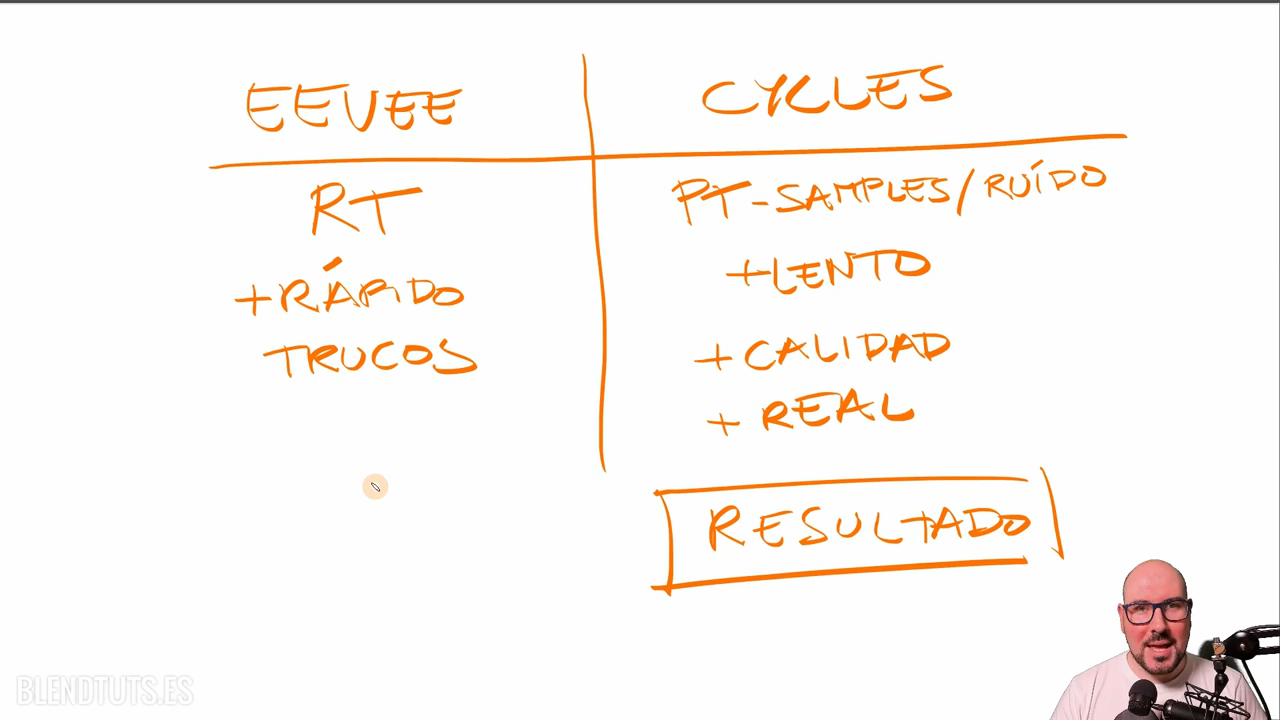 EEVEE
RT
+RÁPIDO
TRUCOS
CYCLES
PT-SAMPLES/RUÍDO
+LENTO
+CALIDAD
+ REAL
RESULTADO
BLENDTUTS.ES